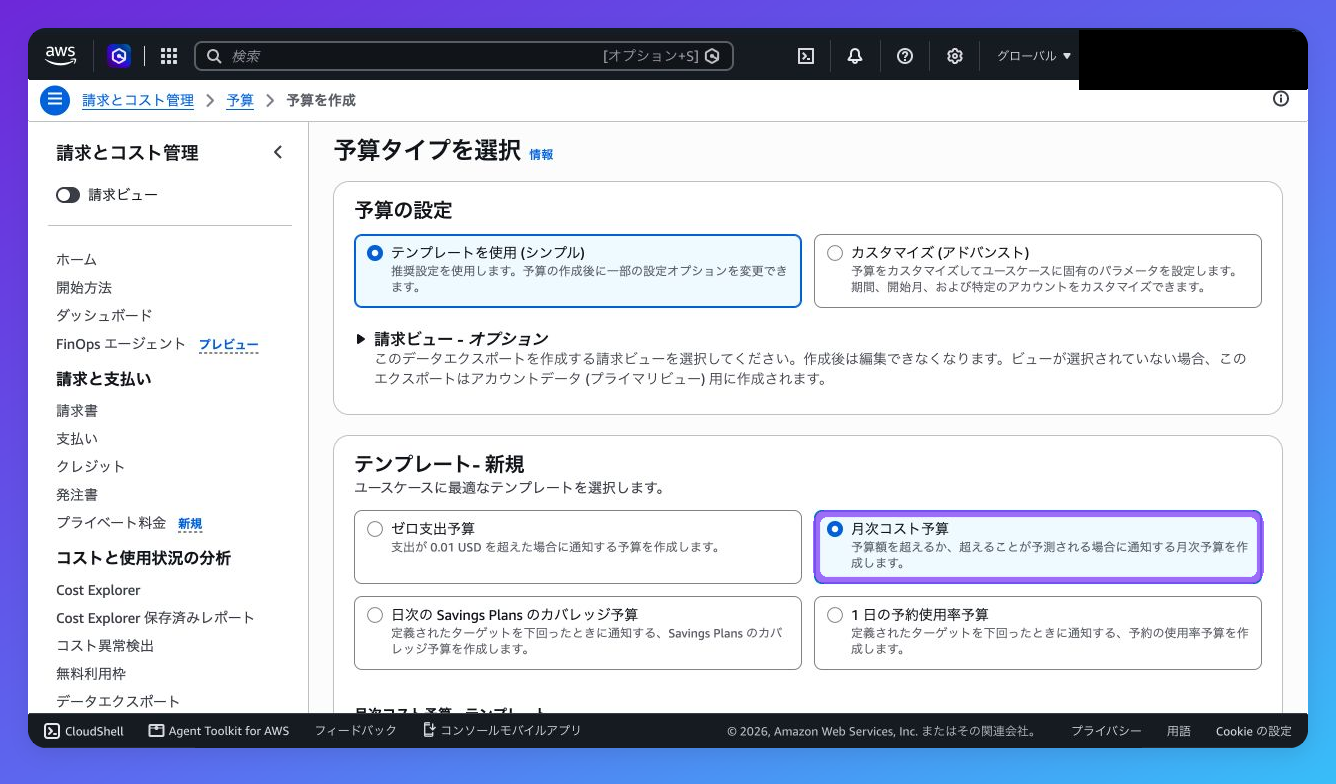 aws
検索
[オプション+S]
グローバル
請求とコスト管理
予算
予算を作成
請求とコスト管理
請求ビュー
ホーム
開始方法
ダッシュボード
FinOps エージェント プレビュー
請求と支払い
請求書
支払い
クレジット
発注書
プライベート料金 新規
コストと使用状況の分析
Cost Explorer
Cost Explorer 保存済みレポート
コスト異常検出
無料利用枠
データエクスポート
予算タイプを選択 情報
予算の設定
テンプレートを使用 (シンプル)
推奨設定を使用します。予算の作成後に一部の設定オプションを変更でき
ます。
カスタマイズ (アドバンスト)
予算をカスタマイズしてユースケースに固有のパラメータを設定します。
期間、開始月、および特定のアカウントをカスタマイズできます。
請求ビュー - オプション
このデータエクスポートを作成する請求ビューを選択してください。作成後は編集できなくなります。ビューが選択されていない場合、この
エクスポートはアカウントデータ (プライマリビュー) 用に作成されます。
テンプレート- 新規
ユースケースに最適なテンプレートを選択します。
ゼロ支出予算
支出が 0.01 USD を超えた場合に通知する予算を作成します。
月次コスト予算
予算額を超えるか、超えることが予測される場合に通知する月次予算を作
成します。
日次の Savings Plans のカバレッジ予算
定義されたターゲットを下回ったときに通知する、Savings Plans のカバ
レッジ予算を作成します。
1 日の予約使用率予算
定義されたターゲットを下回ったときに通知する、予約の使用率予算を作
成します。
月次コスト予算 - テンプレート
CloudShell
Agent Toolkit for AWS
フィードバック
コンソールモバイルアプリ
© 2026, Amazon Web Services, Inc. またはその関連会社。
プライバシー
用語
Cookie の設定